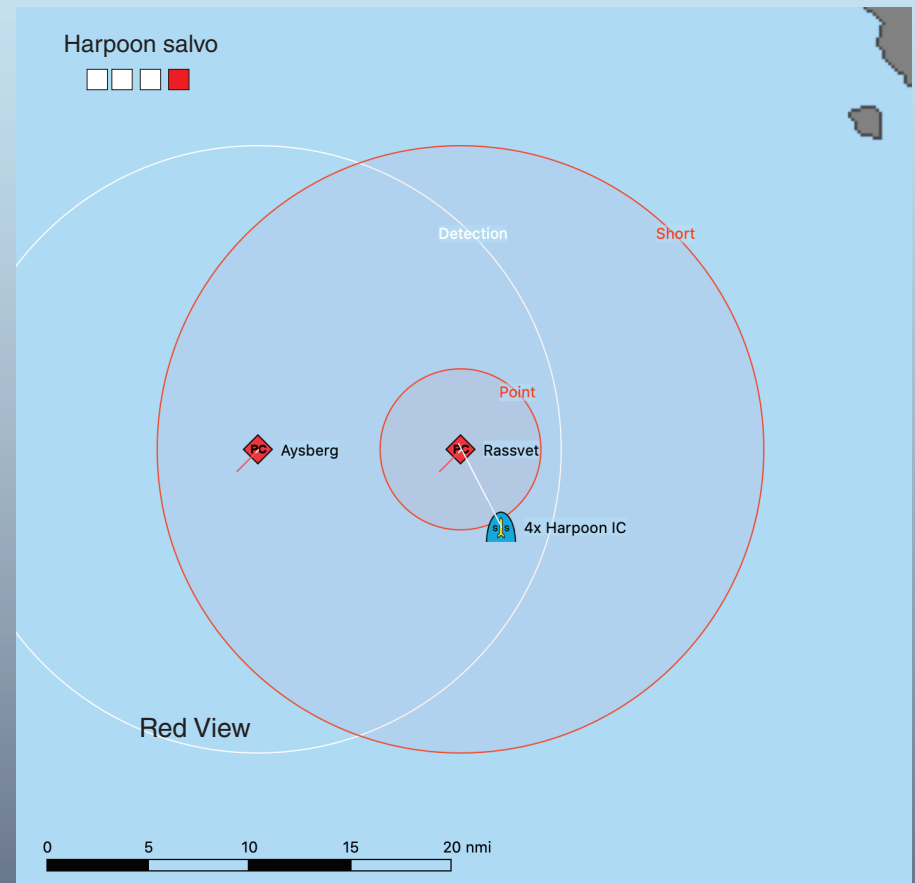 Harpoon salvo
Detection
Short
Point
PC
Aysberg
PC
Rassvet
S S
4x Harpoon IC
Red View
0 5 10 15 20 nmi